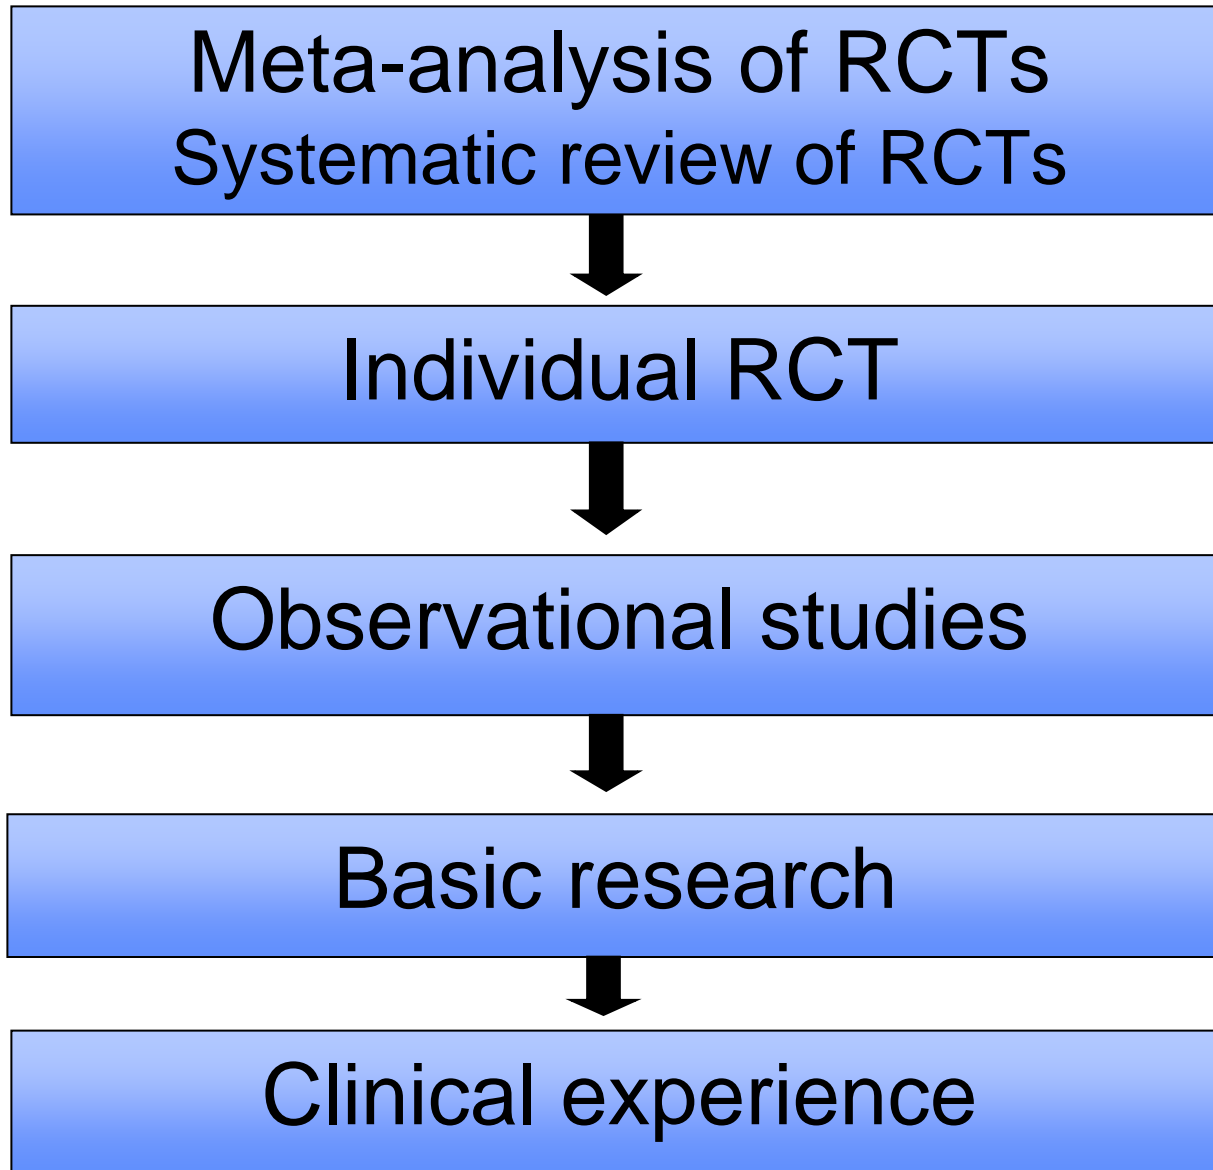 Meta-analysis of RCTs
Systematic review of RCTs
Individual RCT
Observational studies
Basic research
Clinical experience